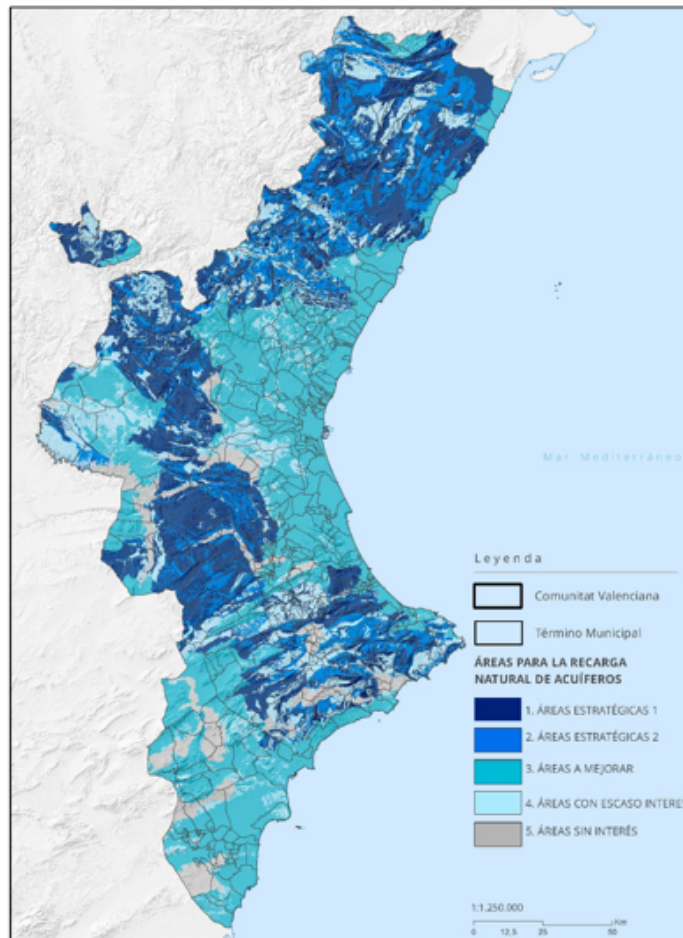 Mar Mediterráneo
Leyenda
Comunitat Valenciana
Término Municipal
ÁREAS PARA LA RECARGA
NATURAL DE ACUÍFEROS
1. ÁREAS ESTRATÉGICAS 1
2. ÁREAS ESTRATÉGICAS 2
3. ÁREAS A MEJORAR
4. ÁREAS CON ESCASO INTERÉS
5. ÁREAS SIN INTERÉS
1:1.250.000
Km
0 12,5 25 50